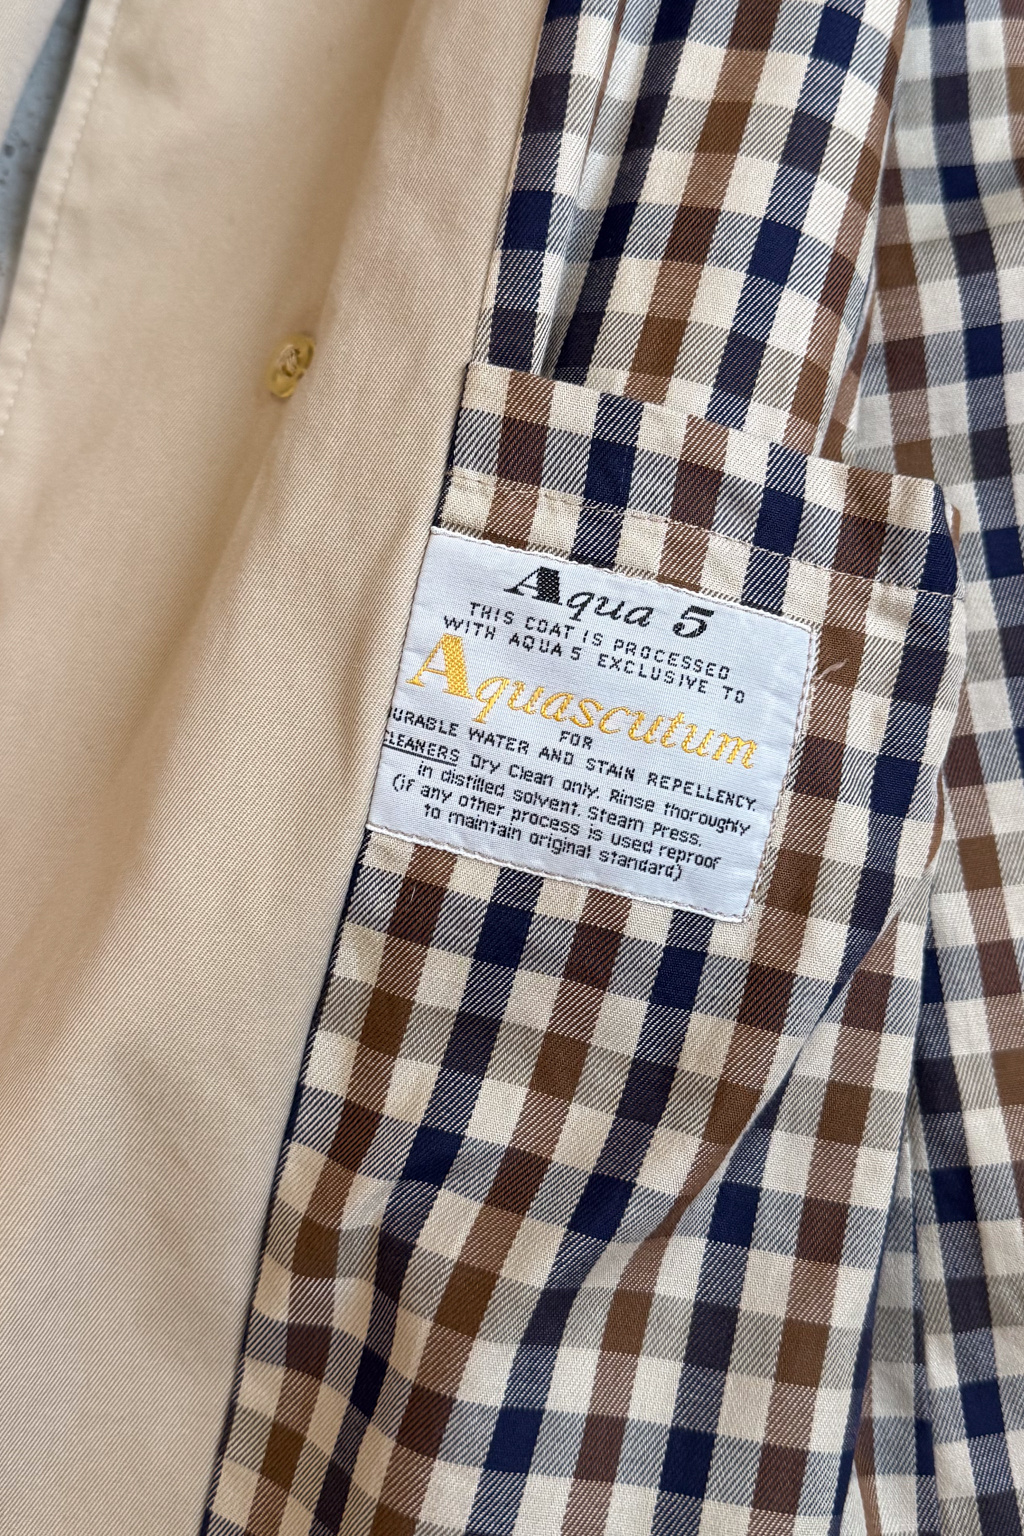 Aqua 5
THIS COAT IS PROCESSED
WITH AQUA 5 EXCLUSIVE TO
Aquascutum
FOR
URABLE WATER AND STAIN REPELLENCY.
CLEANERS Dry Clean only. Rinse thoroughly
in distilled solvent. Steam Press.
(if any other process is used reproof
to maintain original standard)